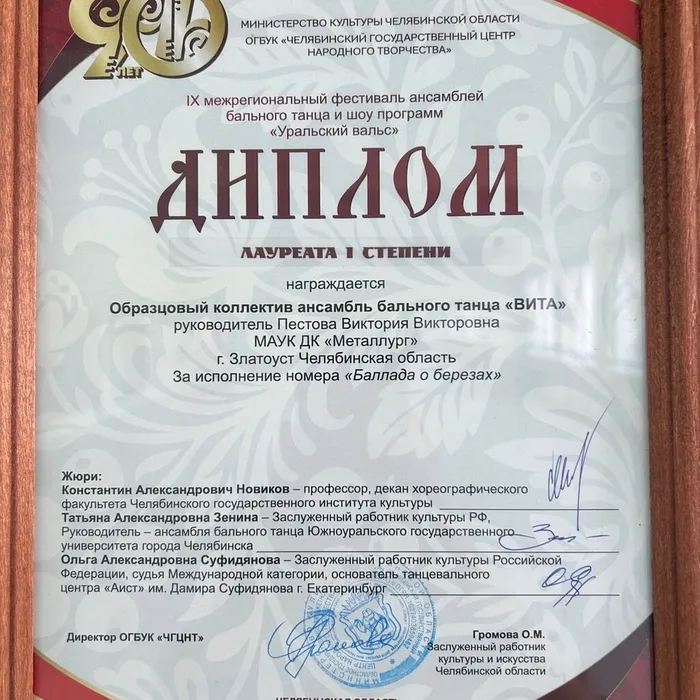 90 ЛЕТ
МИНИСТЕРСТВО КУЛЬТУРЫ ЧЕЛЯБИНСКОЙ ОБЛАСТИ
ОГБУК «ЧЕЛЯБИНСКИЙ ГОСУДАРСТВЕННЫЙ ЦЕНТР
НАРОДНОГО ТВОРЧЕСТВА»
IX межрегиональный фестиваль ансамблей
бального танца и шоу программ
«Уральский вальс»
ДИПЛОМ
ЛАУРЕАТА I СТЕПЕНИ
награждается
Образцовый коллектив ансамбль бального танца «ВИТА»
руководитель Пестова Виктория Викторовна
МАУК ДК «Металлург»
г. Златоуст Челябинская область
За исполнение номера «Баллада о березах»
Жюри:
Константин Александрович Новиков – профессор, декан хореографического
факультета Челябинского государственного института культуры
Татьяна Александровна Зенина – Заслуженный работник культуры РФ,
Руководитель – ансамбля бального танца Южноуральского государственного
университета города Челябинска
Ольга Александровна Суфидянова – Заслуженный работник культуры Российской
Федерации, судья Международной категории, основатель танцевального
центра «Аист» им. Дамира Суфидянова г. Екатеринбург
Директор ОГБУК «ЧГЦНТ»
Громова О.М.
Заслуженный работник
культуры и искусства
Челябинской области
ЧЕЛЯБИНСКАЯ ОБЛАСТЬ